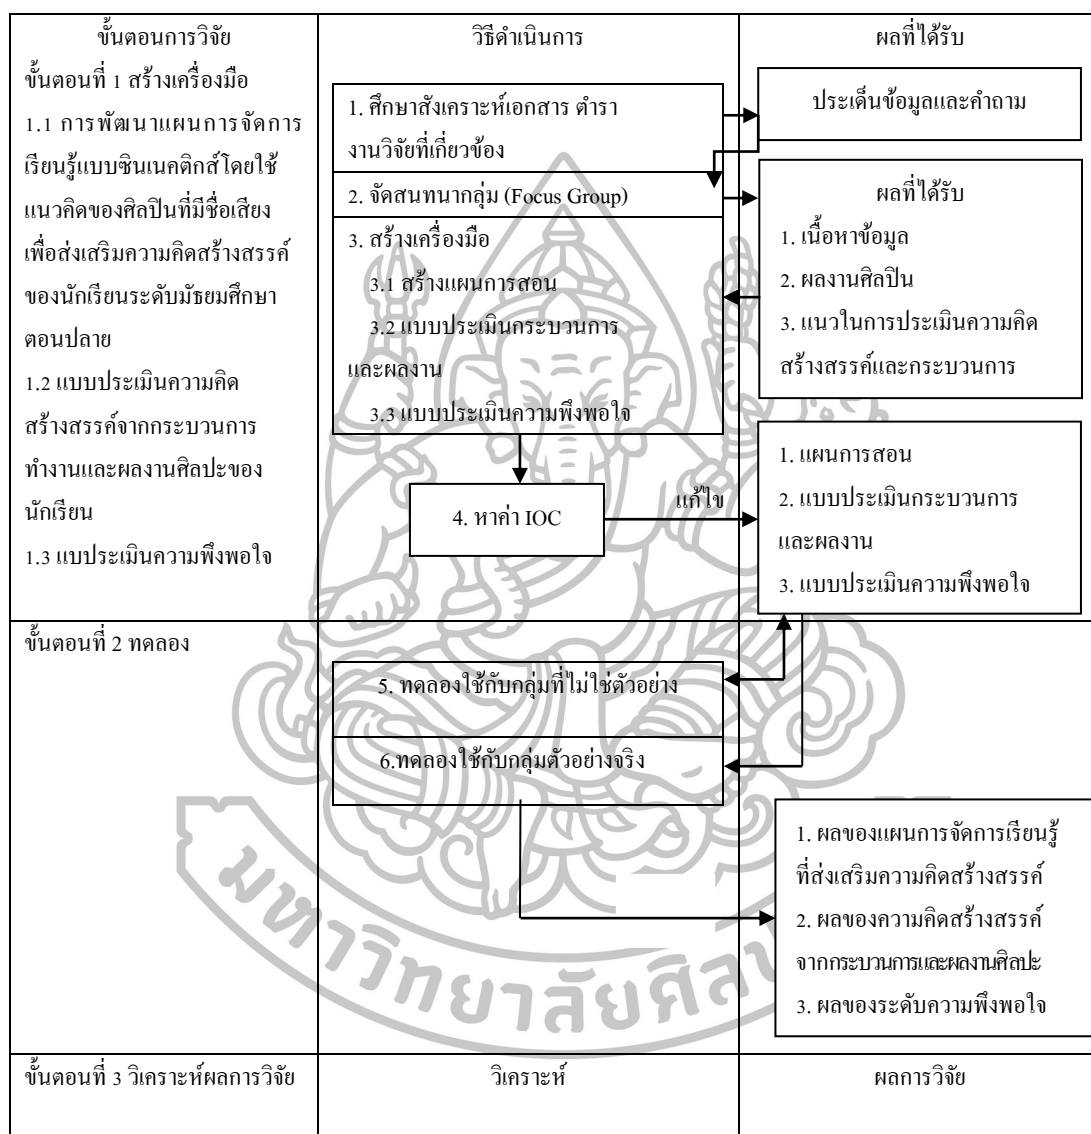 ขั้นตอนการวิจัย
ขั้นตอนที่ 1 สร้างเครื่องมือ
1.1 การพัฒนาแผนการจัดการ
เรียนรู้แบบซินเนคติกส์โดยใช้
แนวคิดของศิลปินที่มีชื่อเสียง
เพื่อส่งเสริมความคิดสร้างสรรค์
ของนักเรียนระดับมัธยมศึกษา
ตอนปลาย
1.2 แบบประเมินความคิด
สร้างสรรค์จากกระบวนการ
ทำงานและผลงานศิลปะของ
นักเรียน
1.3 แบบประเมินความพึงพอใจ
วิธีดำเนินการ
1. ศึกษาสังเคราะห์เอกสาร ตำรา
งานวิจัยที่เกี่ยวข้อง
2. จัดสนทนากลุ่ม (Focus Group)
3. สร้างเครื่องมือ
3.1 สร้างแผนการสอน
3.2 แบบประเมินกระบวนการ
และผลงาน
3.3 แบบประเมินความพึงพอใจ
4. หาค่า IOC
แก้ไข
ผลที่ได้รับ
ประเด็นข้อมูลและคำถาม
ผลที่ได้รับ
1. เนื้อหาข้อมูล
2. ผลงานศิลปิน
3. แนวในการประเมินความคิด
สร้างสรรค์และกระบวนการ
1. แผนการสอน
2. แบบประเมินกระบวนการ
และผลงาน
3. แบบประเมินความพึงพอใจ
ขั้นตอนที่ 2 ทดลอง
5. ทดลองใช้กับกลุ่มที่ไม่ใช่ตัวอย่าง
6.ทดลองใช้กับกลุ่มตัวอย่างจริง
1. ผลของแผนการจัดการเรียนรู้
ที่ส่งเสริมความคิดสร้างสรรค์
2. ผลของความคิดสร้างสรรค์
จากกระบวนการและผลงานศิลปะ
3. ผลของระดับความพึงพอใจ
ขั้นตอนที่ 3 วิเคราะห์ผลการวิจัย
วิเคราะห์
ผลการวิจัย